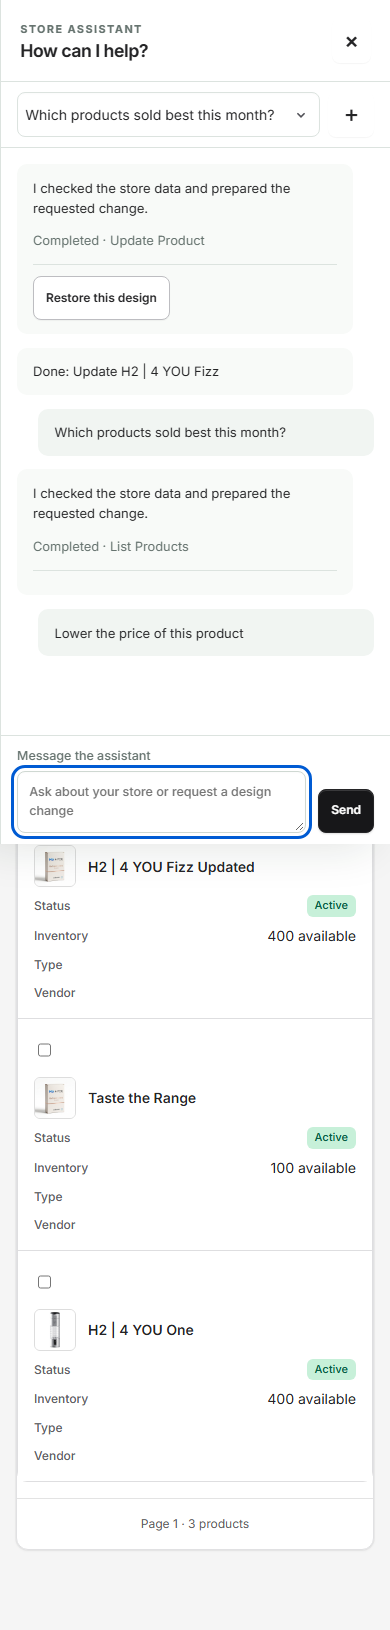 STORE ASSISTANT
How can I help?
Which products sold best this month?
I checked the store data and prepared the
requested change.
Completed · Update Product
Restore this design
Done: Update H2 | 4 YOU Fizz
Which products sold best this month?
I checked the store data and prepared the
requested change.
Completed · List Products
Lower the price of this product
Message the assistant
Ask about your store or request a design
change
Send
H2 | 4 YOU Fizz Updated
Status Active
Inventory 400 available
Type
Vendor
Taste the Range
Status Active
Inventory 100 available
Type
Vendor
H2 | 4 YOU One
Status Active
Inventory 400 available
Type
Vendor
Page 1 · 3 products